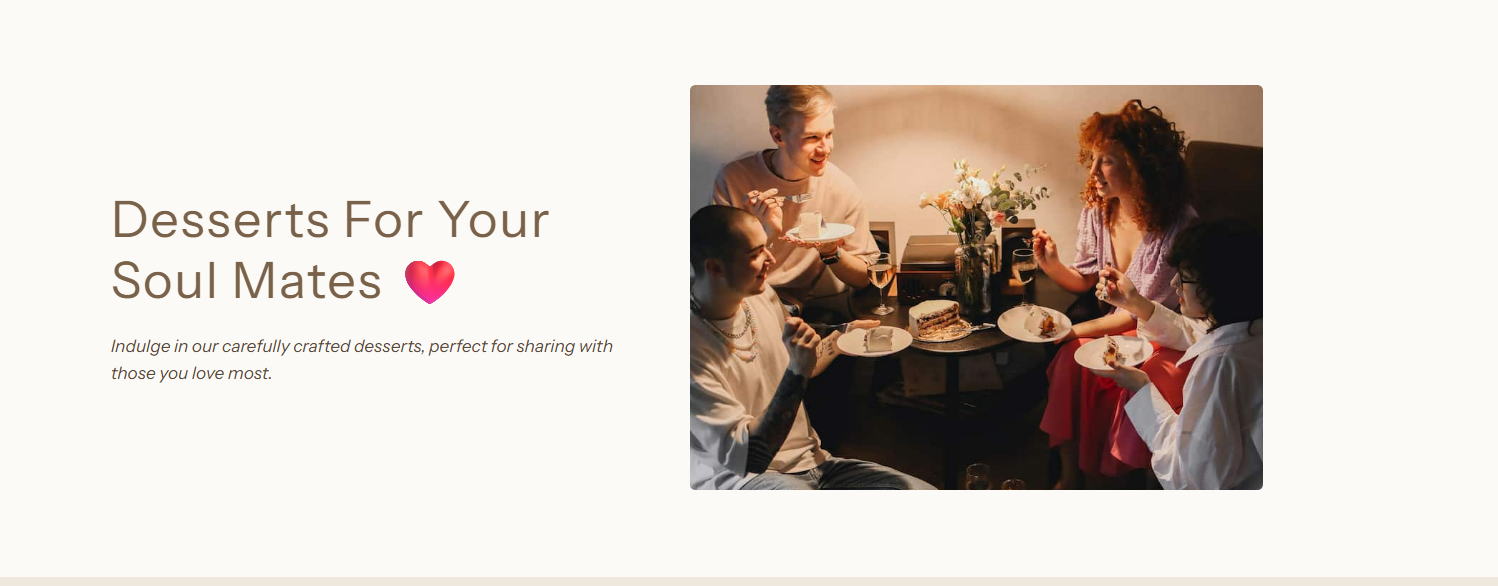 Desserts For Your
Soul Mates ❤️
Indulge in our carefully crafted desserts, perfect for sharing with
those you love most.